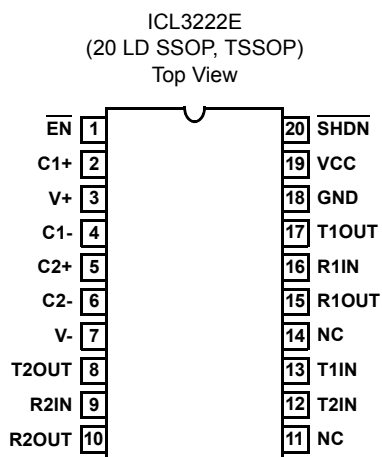 ICL3222E
(20 LD SSOP, TSSOP)
Top View
EN 1 20 SHDN
C1+ 2 19 VCC
V+ 3 18 GND
C1- 4 17 T1OUT
C2+ 5 16 R1IN
C2- 6 15 R1OUT
V- 7 14 NC
T2OUT 8 13 T1IN
R2IN 9 12 T2IN
R2OUT 10 11 NC